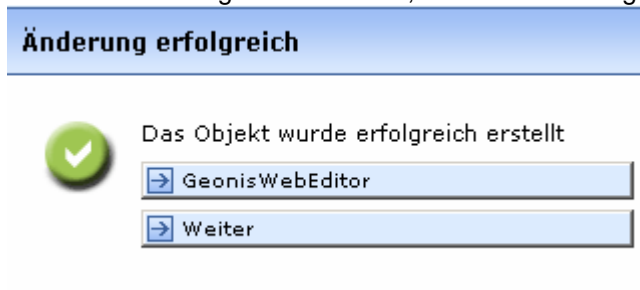 Änderung erfolgreich
Das Objekt wurde erfolgreich erstellt
GeonisWebEditor
Weiter